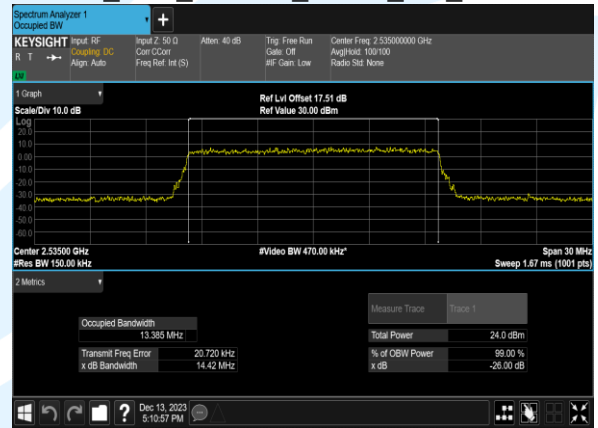 Spectrum Analyzer 1
Occupied BW
+
KEYSIGHT Input: RF Input Z: 50 Ω Atten: 40 dB Trig: Free Run Center Freq: 2.535000000 GHz
R T Coupling: DC Corr CCorr Gate: Off Avg|Hold: 100/100
Align: Auto Freq Ref: Int (S) #IF Gain: Low Radio Std: None
1 Graph
Ref Lvl Offset 17.51 dB
Scale/Div 10.0 dB Ref Value 30.00 dBm
Log
20.0
10.0
0.00
-10.0
-20.0
-30.0
-40.0
-50.0
-60.0
Center 2.53500 GHz #Video BW 470.00 kHz* Span 30 MHz
#Res BW 150.00 kHz Sweep 1.67 ms (1001 pts)
2 Metrics
Measure Trace Trace 1
Occupied Bandwidth
13.385 MHz
Total Power 24.0 dBm
Transmit Freq Error 20.720 kHz % of OBW Power 99.00 %
x dB Bandwidth 14.42 MHz x dB -26.00 dB
? Dec 13, 2023
5:10:57 PM